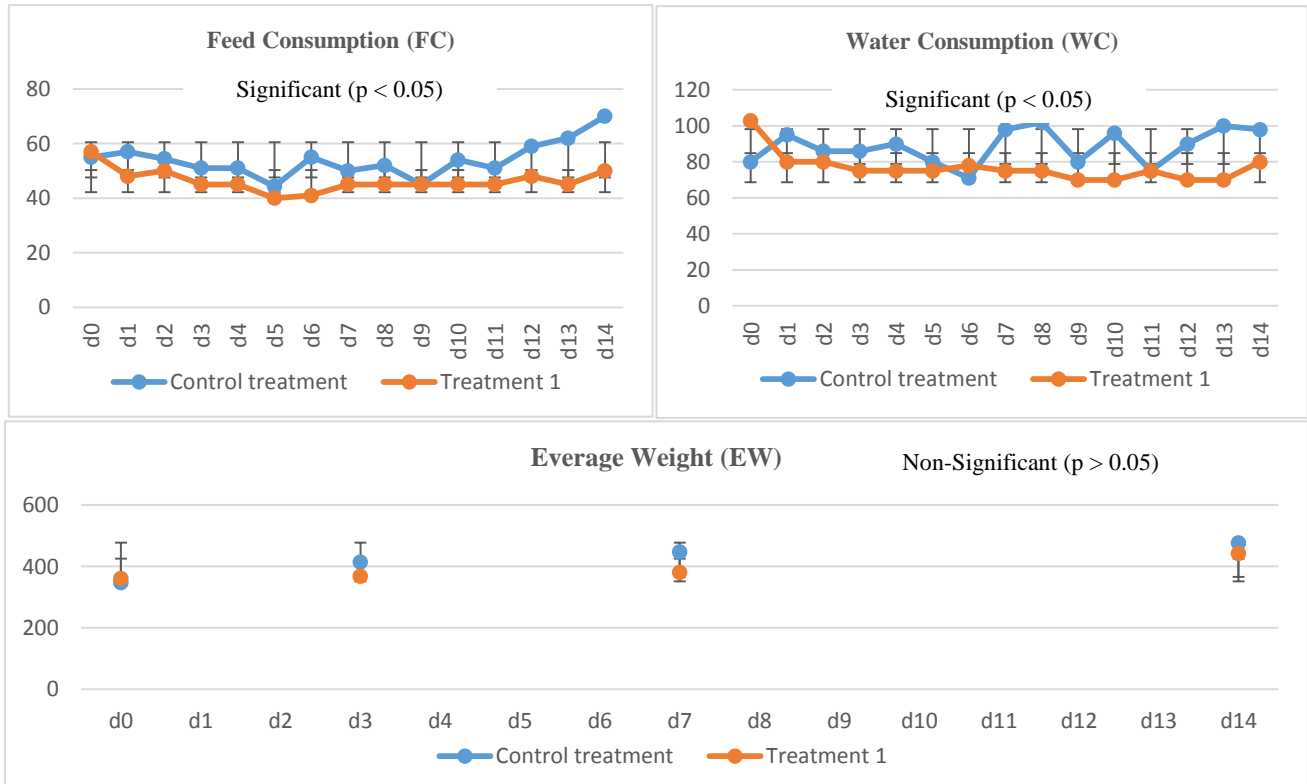 Feed Consumption (FC)
Significant (p < 0.05)
80
60
40
20
0
d0 d1 d2 d3 d4 d5 d6 d7 d8 d9 d10 d11 d12 d13 d14
Control treatment Treatment 1
Water Consumption (WC)
Significant (p < 0.05)
120
100
80
60
40
20
0
d0 d1 d2 d3 d4 d5 d6 d7 d8 d9 d10 d11 d12 d13 d14
Control treatment Treatment 1
Everage Weight (EW)
Non-Significant (p > 0.05)
600
400
200
0
d0 d1 d2 d3 d4 d5 d6 d7 d8 d9 d10 d11 d12 d13 d14
Control treatment Treatment 1